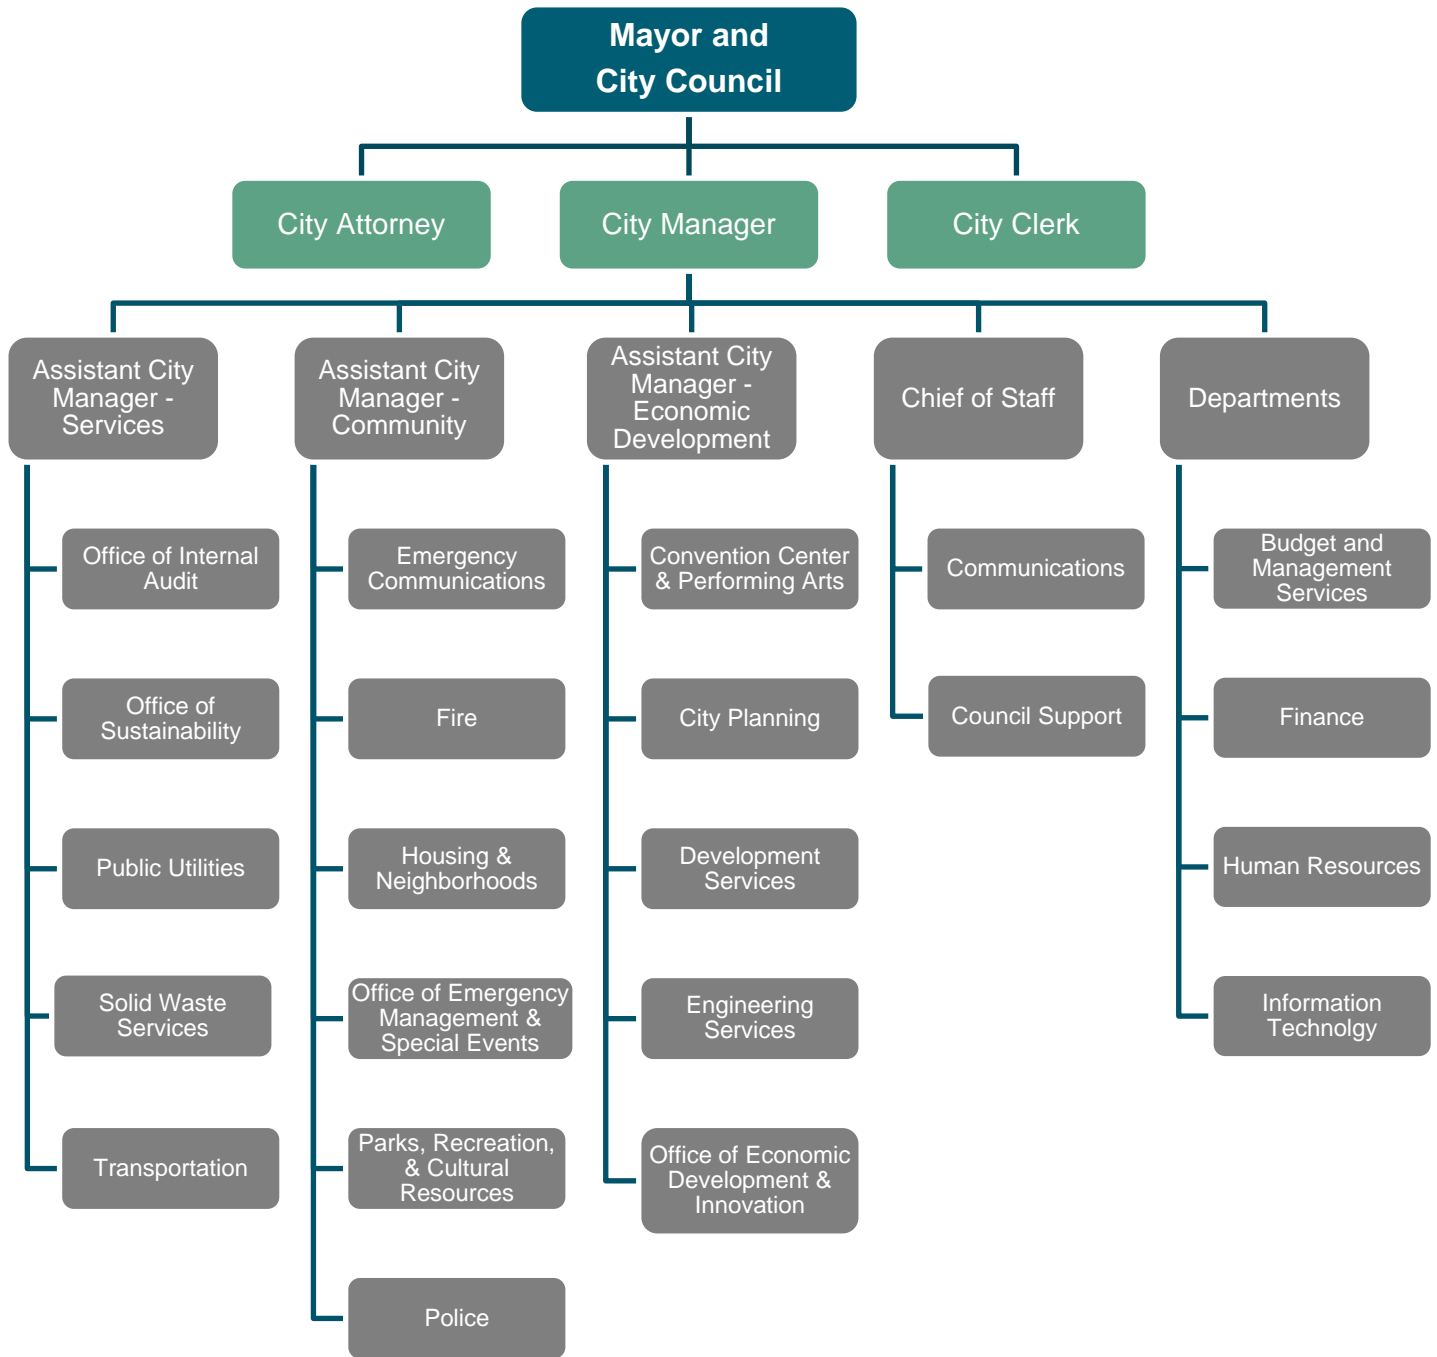 Mayor and
City Council
City Attorney
City Manager
City Clerk
Assistant City
Manager -
Services
Assistant City
Manager -
Community
Assistant City
Manager -
Economic
Development
Chief of Staff
Departments
Office of Internal
Audit
Office of
Sustainability
Public Utilities
Solid Waste
Services
Transportation
Emergency
Communications
Fire
Housing &
Neighborhoods
Office of Emergency
Management &
Special Events
Parks, Recreation,
& Cultural
Resources
Police
Convention Center
& Performing Arts
City Planning
Development
Services
Engineering
Services
Office of Economic
Development &
Innovation
Communications
Council Support
Budget and
Management
Services
Finance
Human Resources
Information
Technolgy